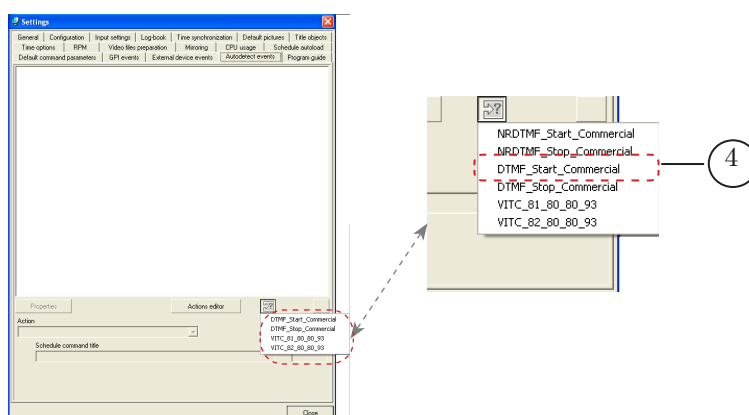 Settings
General Configuration Input settings Log-book Time synchronization Default pictures Title objects
Time options RPM Video files preparation Mirroring CPU usage Schedule autoload
Default command parameters GPI events External device events Autodetect events Program guide
Properties Actions editor
Action
Schedule command title
DTMF_Start_Commercial
DTMF_Stop_Commercial
VITC_81_80_80_93
VITC_82_80_80_93
Close
NRDTMF_Start_Commercial
NRDTMF_Stop_Commercial
DTMF_Start_Commercial
DTMF_Stop_Commercial
VITC_81_80_80_93
VITC_82_80_80_93
4